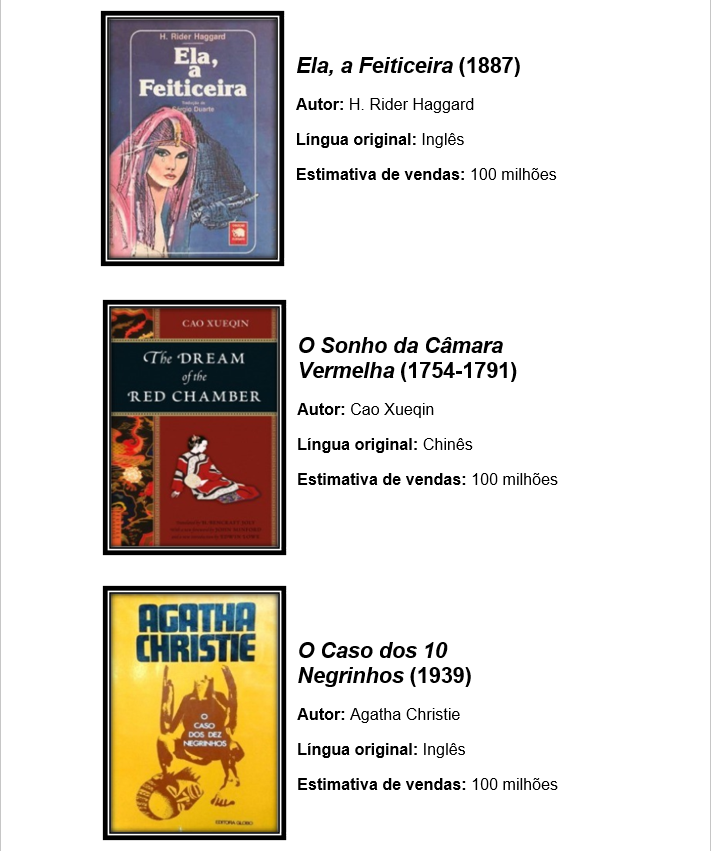 H. Rider Haggard
Ela,
a
Feiticeira
Tradução de
Sérgio Duarte
Ela, a Feiticeira (1887)
Autor: H. Rider Haggard
Língua original: Inglês
Estimativa de vendas: 100 milhões
CAO XUEQIN
The DREAM
of the
RED CHAMBER
O Sonho da Câmara
Vermelha (1754-1791)
Autor: Cao Xueqin
Língua original: Chinês
Estimativa de vendas: 100 milhões
AGATHA
CHRISTIE
O
CASO
DOS DEZ
NEGRINHOS
EDITORA GLOBO
O Caso dos 10
Negrinhos (1939)
Autor: Agatha Christie
Língua original: Inglês
Estimativa de vendas: 100 milhões